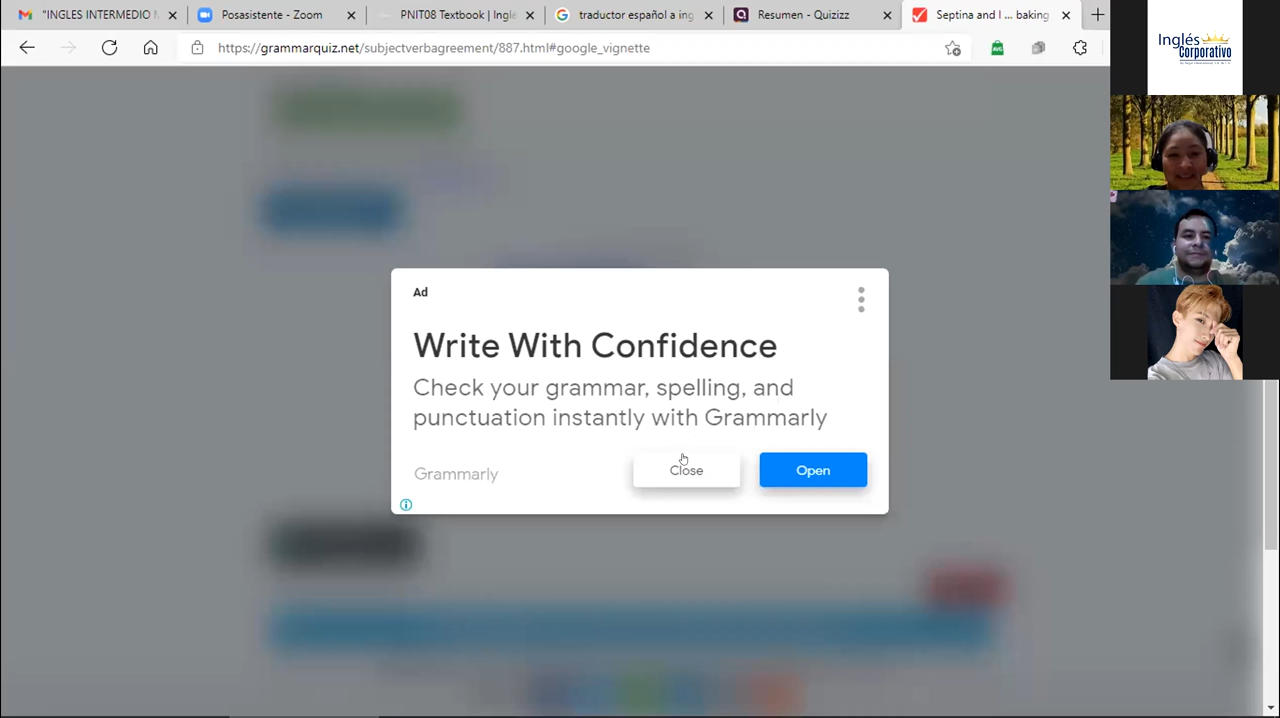 "INGLES INTERMEDIO M
Posasistente - Zoom
PNIT08 Textbook | Inglé
traductor español a ing
Resumen - Quizizz
Septina and I ... baking
https://grammarquiz.net/subjectverbagreement/887.html#google_vignette
Inglés
Corporativo
Ad
Write With Confidence
Check your grammar, spelling, and
punctuation instantly with Grammarly
Grammarly
Close
Open